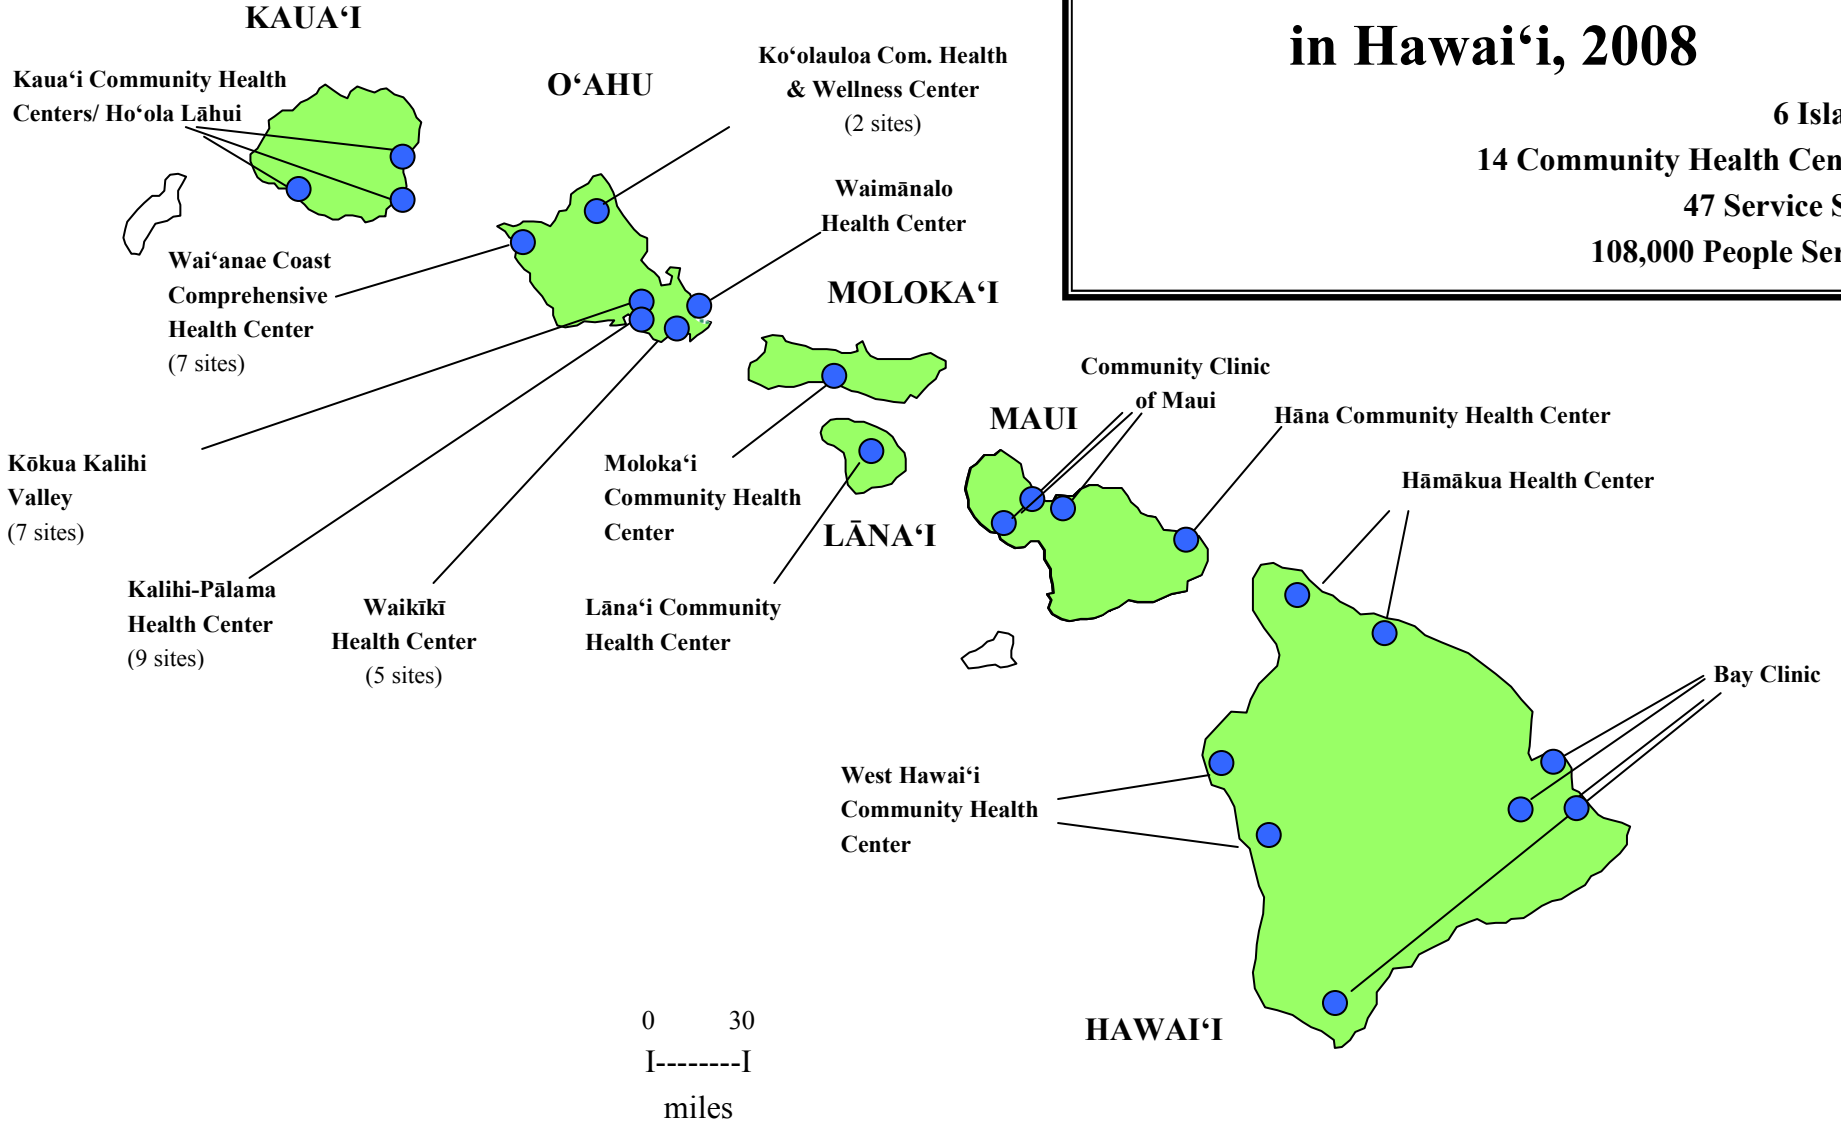 KAUAʻI
in Hawaiʻi, 2008
6 Isla
14 Community Health Cen
47 Service S
108,000 People Ser
Kauaʻi Community Health
Centers/ Hoʻola Lāhui
OʻAHU
Koʻolauloa Com. Health
& Wellness Center
(2 sites)
Waimānalo
Health Center
Waiʻanae Coast
Comprehensive
Health Center
(7 sites)
MOLOKAʻI
Community Clinic
of Maui
MAUI
Hāna Community Health Center
Hāmākua Health Center
Kōkua Kalihi
Valley
(7 sites)
Molokaʻi
Community Health
Center
LĀNAʻI
Kalihi-Pālama
Health Center
(9 sites)
Waikīkī
Health Center
(5 sites)
Lānaʻi Community
Health Center
Bay Clinic
West Hawaiʻi
Community Health
Center
HAWAIʻI
0 30
I--------I
miles